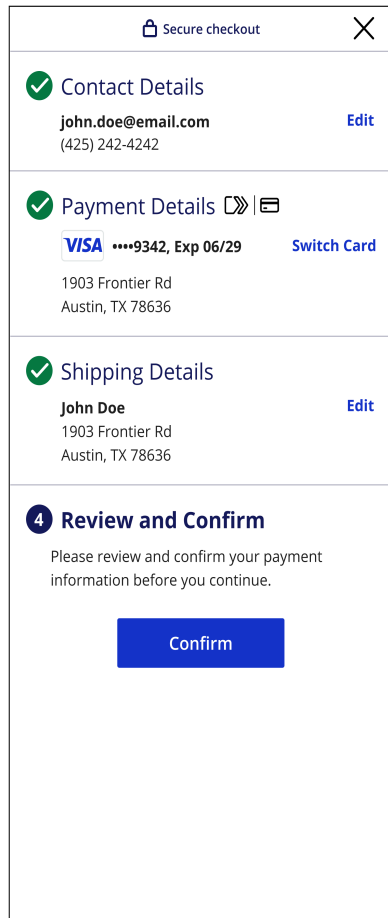 Secure checkout
Contact Details
john.doe@email.com Edit
(425) 242-4242
Payment Details
VISA ••••9342, Exp 06/29 Switch Card
1903 Frontier Rd
Austin, TX 78636
Shipping Details
John Doe Edit
1903 Frontier Rd
Austin, TX 78636
4 Review and Confirm
Please review and confirm your payment
information before you continue.
Confirm